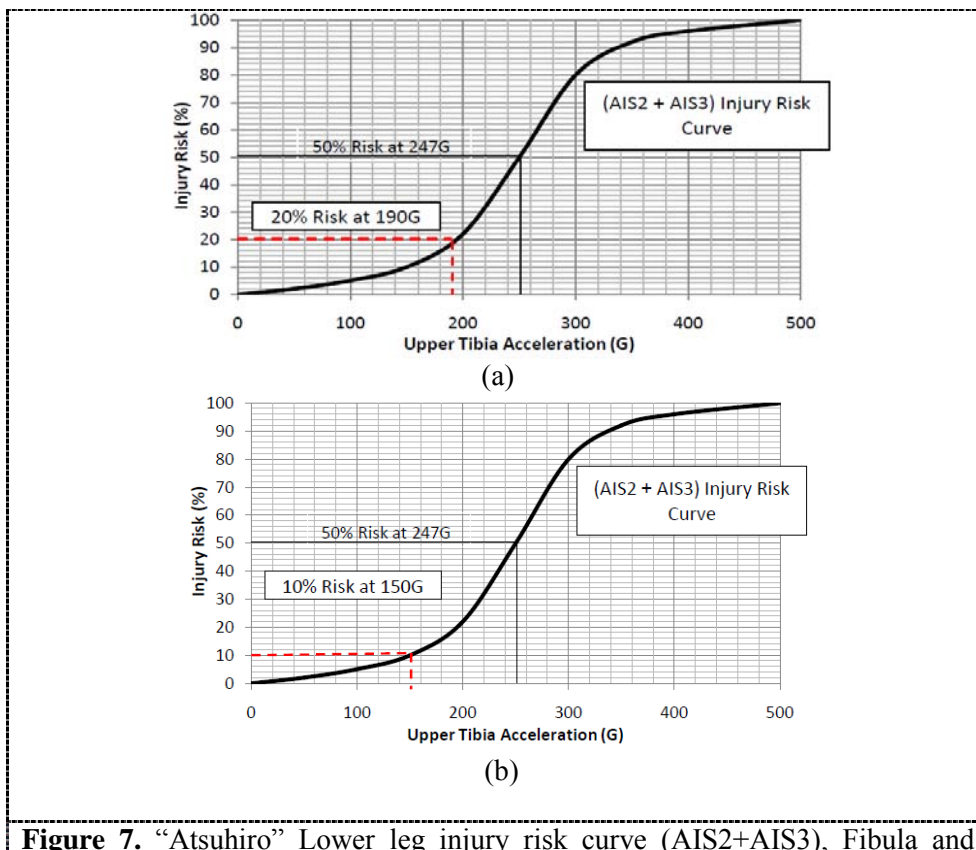 100
90
80
70
60
50
40
30
20
10
0
Injury Risk (%)
(AIS2 + AIS3) Injury Risk
Curve
50% Risk at 247G
20% Risk at 190G
0 100 200 300 400 500
Upper Tibia Acceleration (G)
(a)
100
90
80
70
60
50
40
30
20
10
0
Injury Risk (%)
(AIS2 + AIS3) Injury Risk
Curve
50% Risk at 247G
10% Risk at 150G
0 100 200 300 400 500
Upper Tibia Acceleration (G)
(b)
Figure 7. “Atsuhiro” Lower leg injury risk curve (AIS2+AIS3), Fibula and